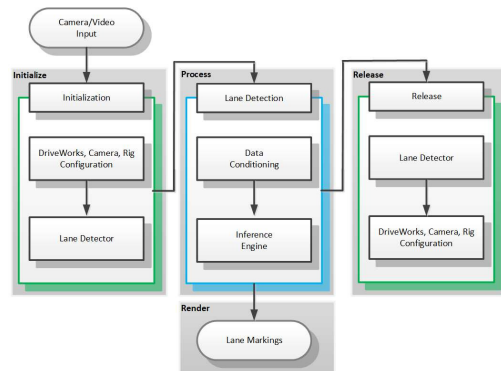 Camera/Video
Input
Initialize
Initialization
DriveWorks, Camera, Rig
Configuration
Lane Detector
Process
Lane Detection
Data
Conditioning
Inference
Engine
Release
Release
Lane Detector
DriveWorks, Camera, Rig
Configuration
Render
Lane Markings